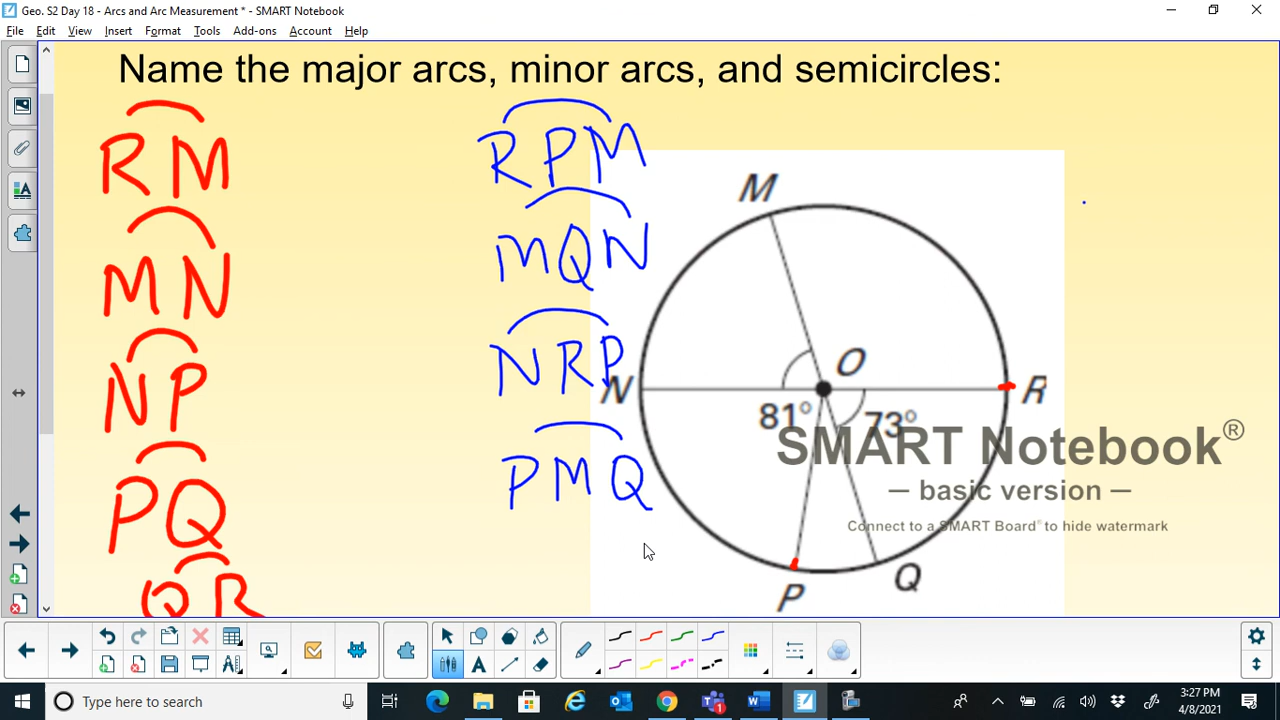 Geo. S2 Day 18 - Arcs and Arc Measurement * - SMART Notebook
File Edit View Insert Format Tools Add-ons Account Help
Name the major arcs, minor arcs, and semicircles:
RM
MN
NP
PQ
QR
RPM
MQN
NRP
PMQ
M
O
N
R
81°
73°
P
Q
SMART Notebook®
— basic version —
Connect to a SMART Board® to hide watermark
A
Type here to search
1
W
3:27 PM
4/8/2021